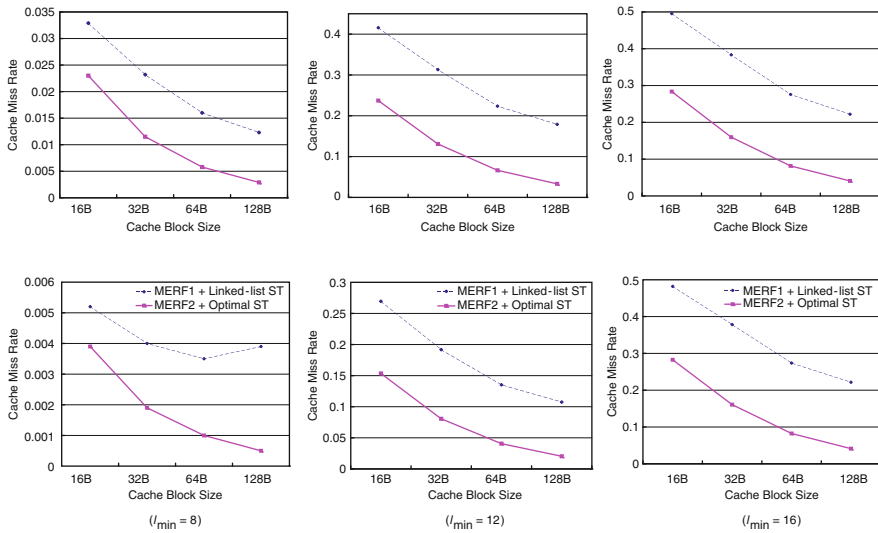 0.035
0.03
0.025
0.02
0.015
0.01
0.005
0
Cache Miss Rate
16B 32B 64B 128B
Cache Block Size
0.5
0.4
0.3
0.2
0.1
0
Cache Miss Rate
16B 32B 64B 128B
Cache Block Size
0.5
0.4
0.3
0.2
0.1
0
Cache Miss Rate
16B 32B 64B 128B
Cache Block Size
0.006
0.005
0.004
0.003
0.002
0.001
0
Cache Miss Rate
MERF1 + Linked-list ST
MERF2 + Optimal ST
16B 32B 64B 128B
Cache Block Size
(lmin = 8)
0.3
0.25
0.2
0.15
0.1
0.05
0
Cache Miss Rate
MERF1 + Linked-list ST
MERF2 + Optimal ST
16B 32B 64B 128B
Cache Block Size
(lmin = 12)
0.5
0.4
0.3
0.2
0.1
0
Cache Miss Rate
MERF1 + Linked-list ST
MERF2 + Optimal ST
16B 32B 64B 128B
Cache Block Size
(lmin = 16)